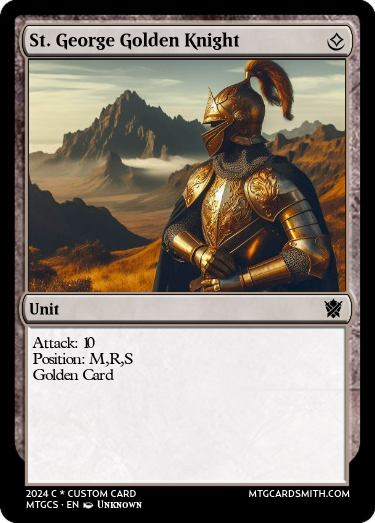 St. George Golden Knight
Unit
Attack: 10
Position: M,R,S
Golden Card
2024 C * CUSTOM CARD
MTGCS · EN UNKNOWN
MTGCARDSMITH.COM